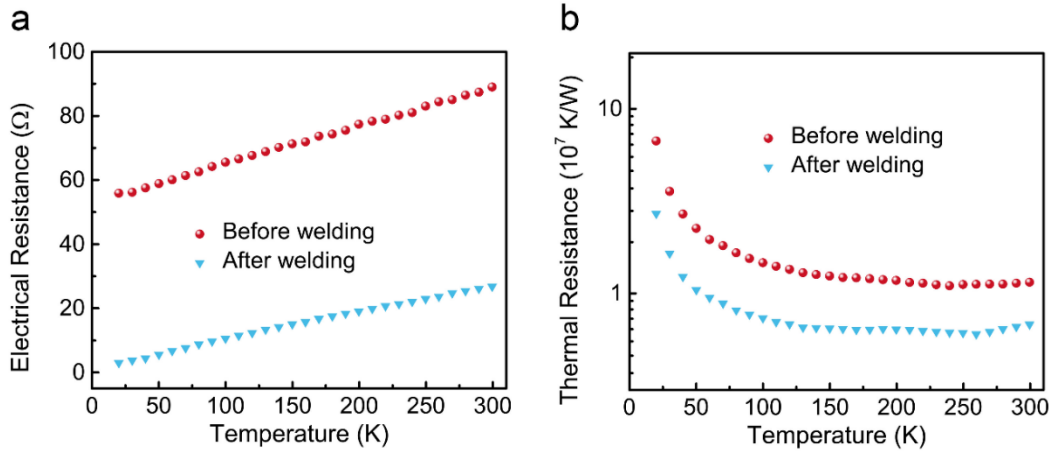 a
Electrical Resistance (Ω)
100
80
60
40
20
0
Before welding
After welding
0 50 100 150 200 250 300
Temperature (K)
b
Thermal Resistance (10⁷ K/W)
10
1
Before welding
After welding
0 50 100 150 200 250 300
Temperature (K)